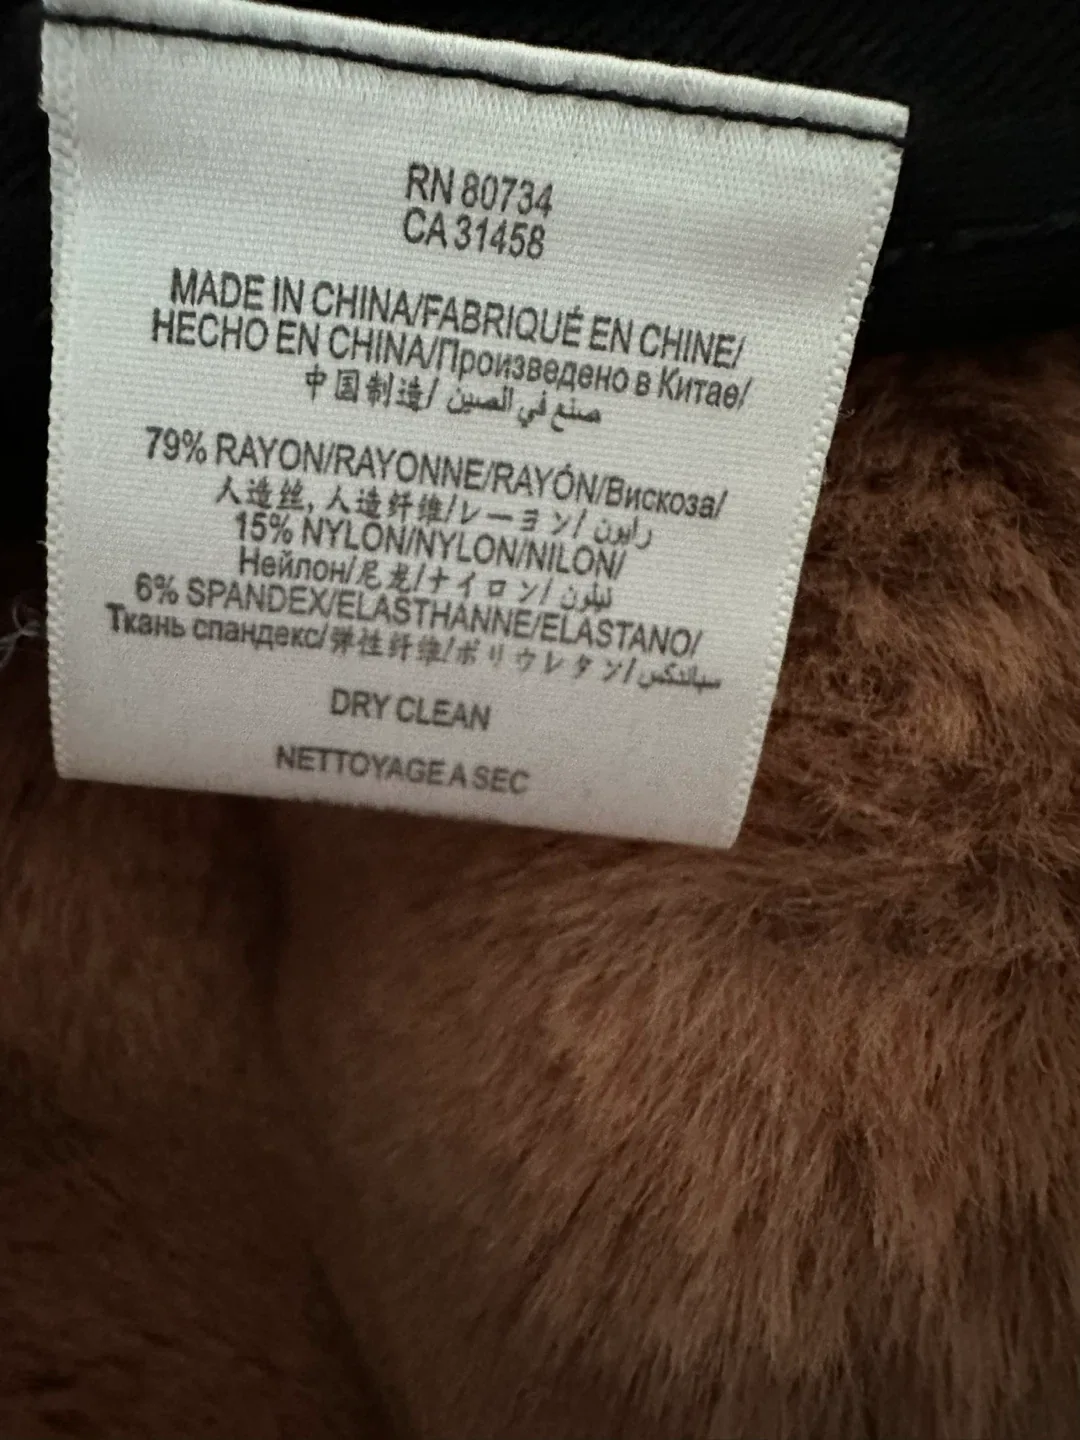 RN 80734
CA 31458
MADE IN CHINA/FABRIQUÉ EN CHINE/
HECHO EN CHINA/Произведено в Китае/
中国制造/ صنع في الصين
79% RAYON/RAYONNE/RAYÓN/Вискоза/
人造丝, 人造纤维/レーヨン/ رايون
15% NYLON/NYLON/NILON/
Нейлон/尼龙/ナイロン/ نيلون
6% SPANDEX/ELASTHANNE/ELASTANO/
Ткань спандекс/弹性纤维/ポリウレタン/ سباندكس
DRY CLEAN
NETTOYAGE A SEC